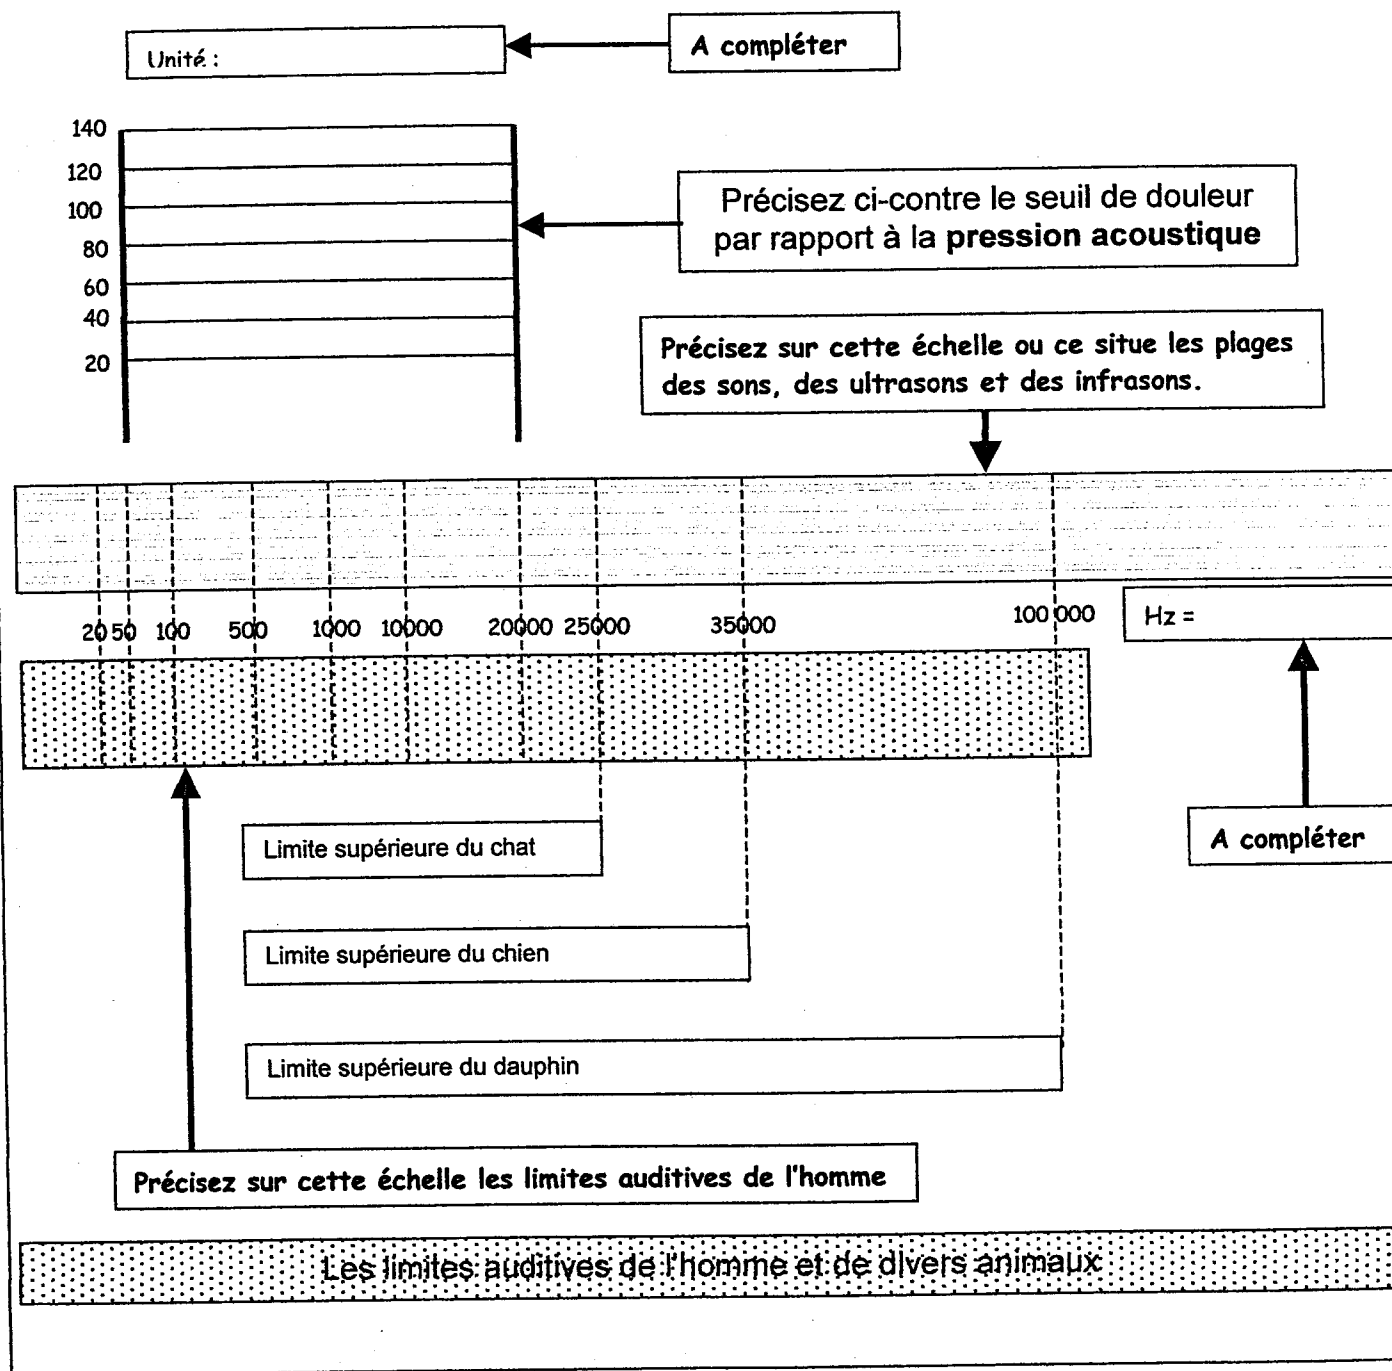 Unité :
A compléter
140
120
100
80
60
40
20
Précisez ci-contre le seuil de douleur
par rapport à la pression acoustique
Précisez sur cette échelle ou ce situe les plages
des sons, des ultrasons et des infrasons.
20 50 100 500 1000 10000 20000 25000 35000 100 000
Hz =
A compléter
Limite supérieure du chat
Limite supérieure du chien
Limite supérieure du dauphin
Précisez sur cette échelle les limites auditives de l'homme
Les limites auditives de l'homme et de divers animaux